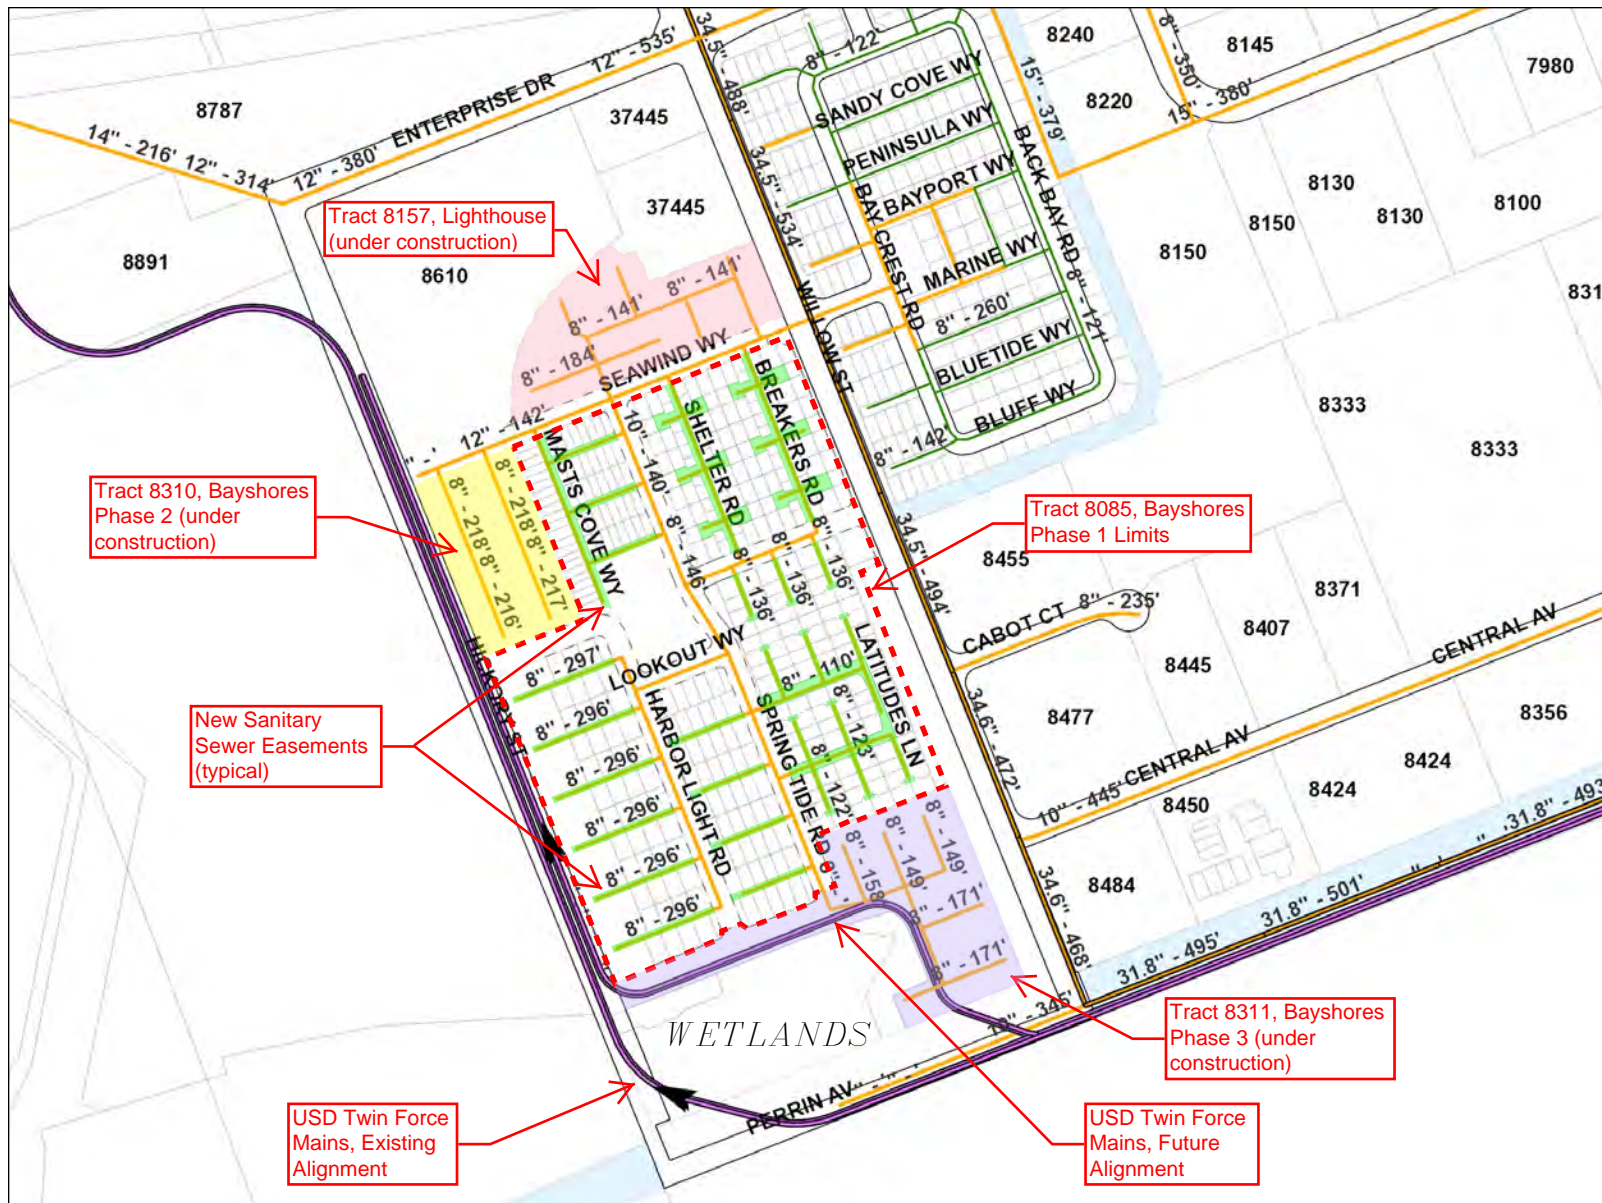 8787
14" - 216'
12" - 314'
12" - 380'
ENTERPRISE DR
12" - 535'
37445
37445
8891
8610
34.5" - 488'
34.5" - 534'
8" - 122'
SANDY COVE WY
PENINSULA WY
BAYPORT WY
MARINE WY
BAY CREST RD
BACK BAY RD
8" - 121'
8" - 260'
BLUETIDE WY
BLUFF WY
8" - 142'
15" - 379'
8240
8145
7980
8220
8" - 350'
15" - 380'
8130
8130
8100
8150
8150
831
8333
8333
Tract 8157, Lighthouse
(under construction)
8" - 141'
8" - 141'
8" - 184'
SEAWIND WY
WILLOW ST
12" - 142'
" - '
Tract 8310, Bayshores
Phase 2 (under
construction)
8" - 218'
8" - 218'
8" - 216'
8" - 217'
MASTS COVE WY
10" - 140'
SHELTER RD
BREAKERS RD
8" - 146'
8" - 136'
8" - 136'
8" - 136'
Tract 8085, Bayshores
Phase 1 Limits
34.5" - 494'
8455
8371
8407
8445
CABOT CT
8" - 235'
CENTRAL AV
CENTRAL AV
8477
34.6" - 472'
10" - 445'
8450
8424
8424
8356
8484
New Sanitary
Sewer Easements
(typical)
HICKORY ST
LOOKOUT WY
HARBOR LIGHT RD
SPRING TIDE RD
LATITUDES LN
8" - 297'
8" - 296'
8" - 296'
8" - 296'
8" - 296'
8" - 296'
8" - 110'
8" - 123'
8" - 122'
8" - 158'
8" - 149'
8" - 149'
8" - 171'
8" - 171'
34.6" - 468'
31.8" - 495'
31.8" - 501'
31.8" - 493
10" - 345'
WETLANDS
PERRIN AV
Tract 8311, Bayshores
Phase 3 (under
construction)
USD Twin Force
Mains, Existing
Alignment
USD Twin Force
Mains, Future
Alignment